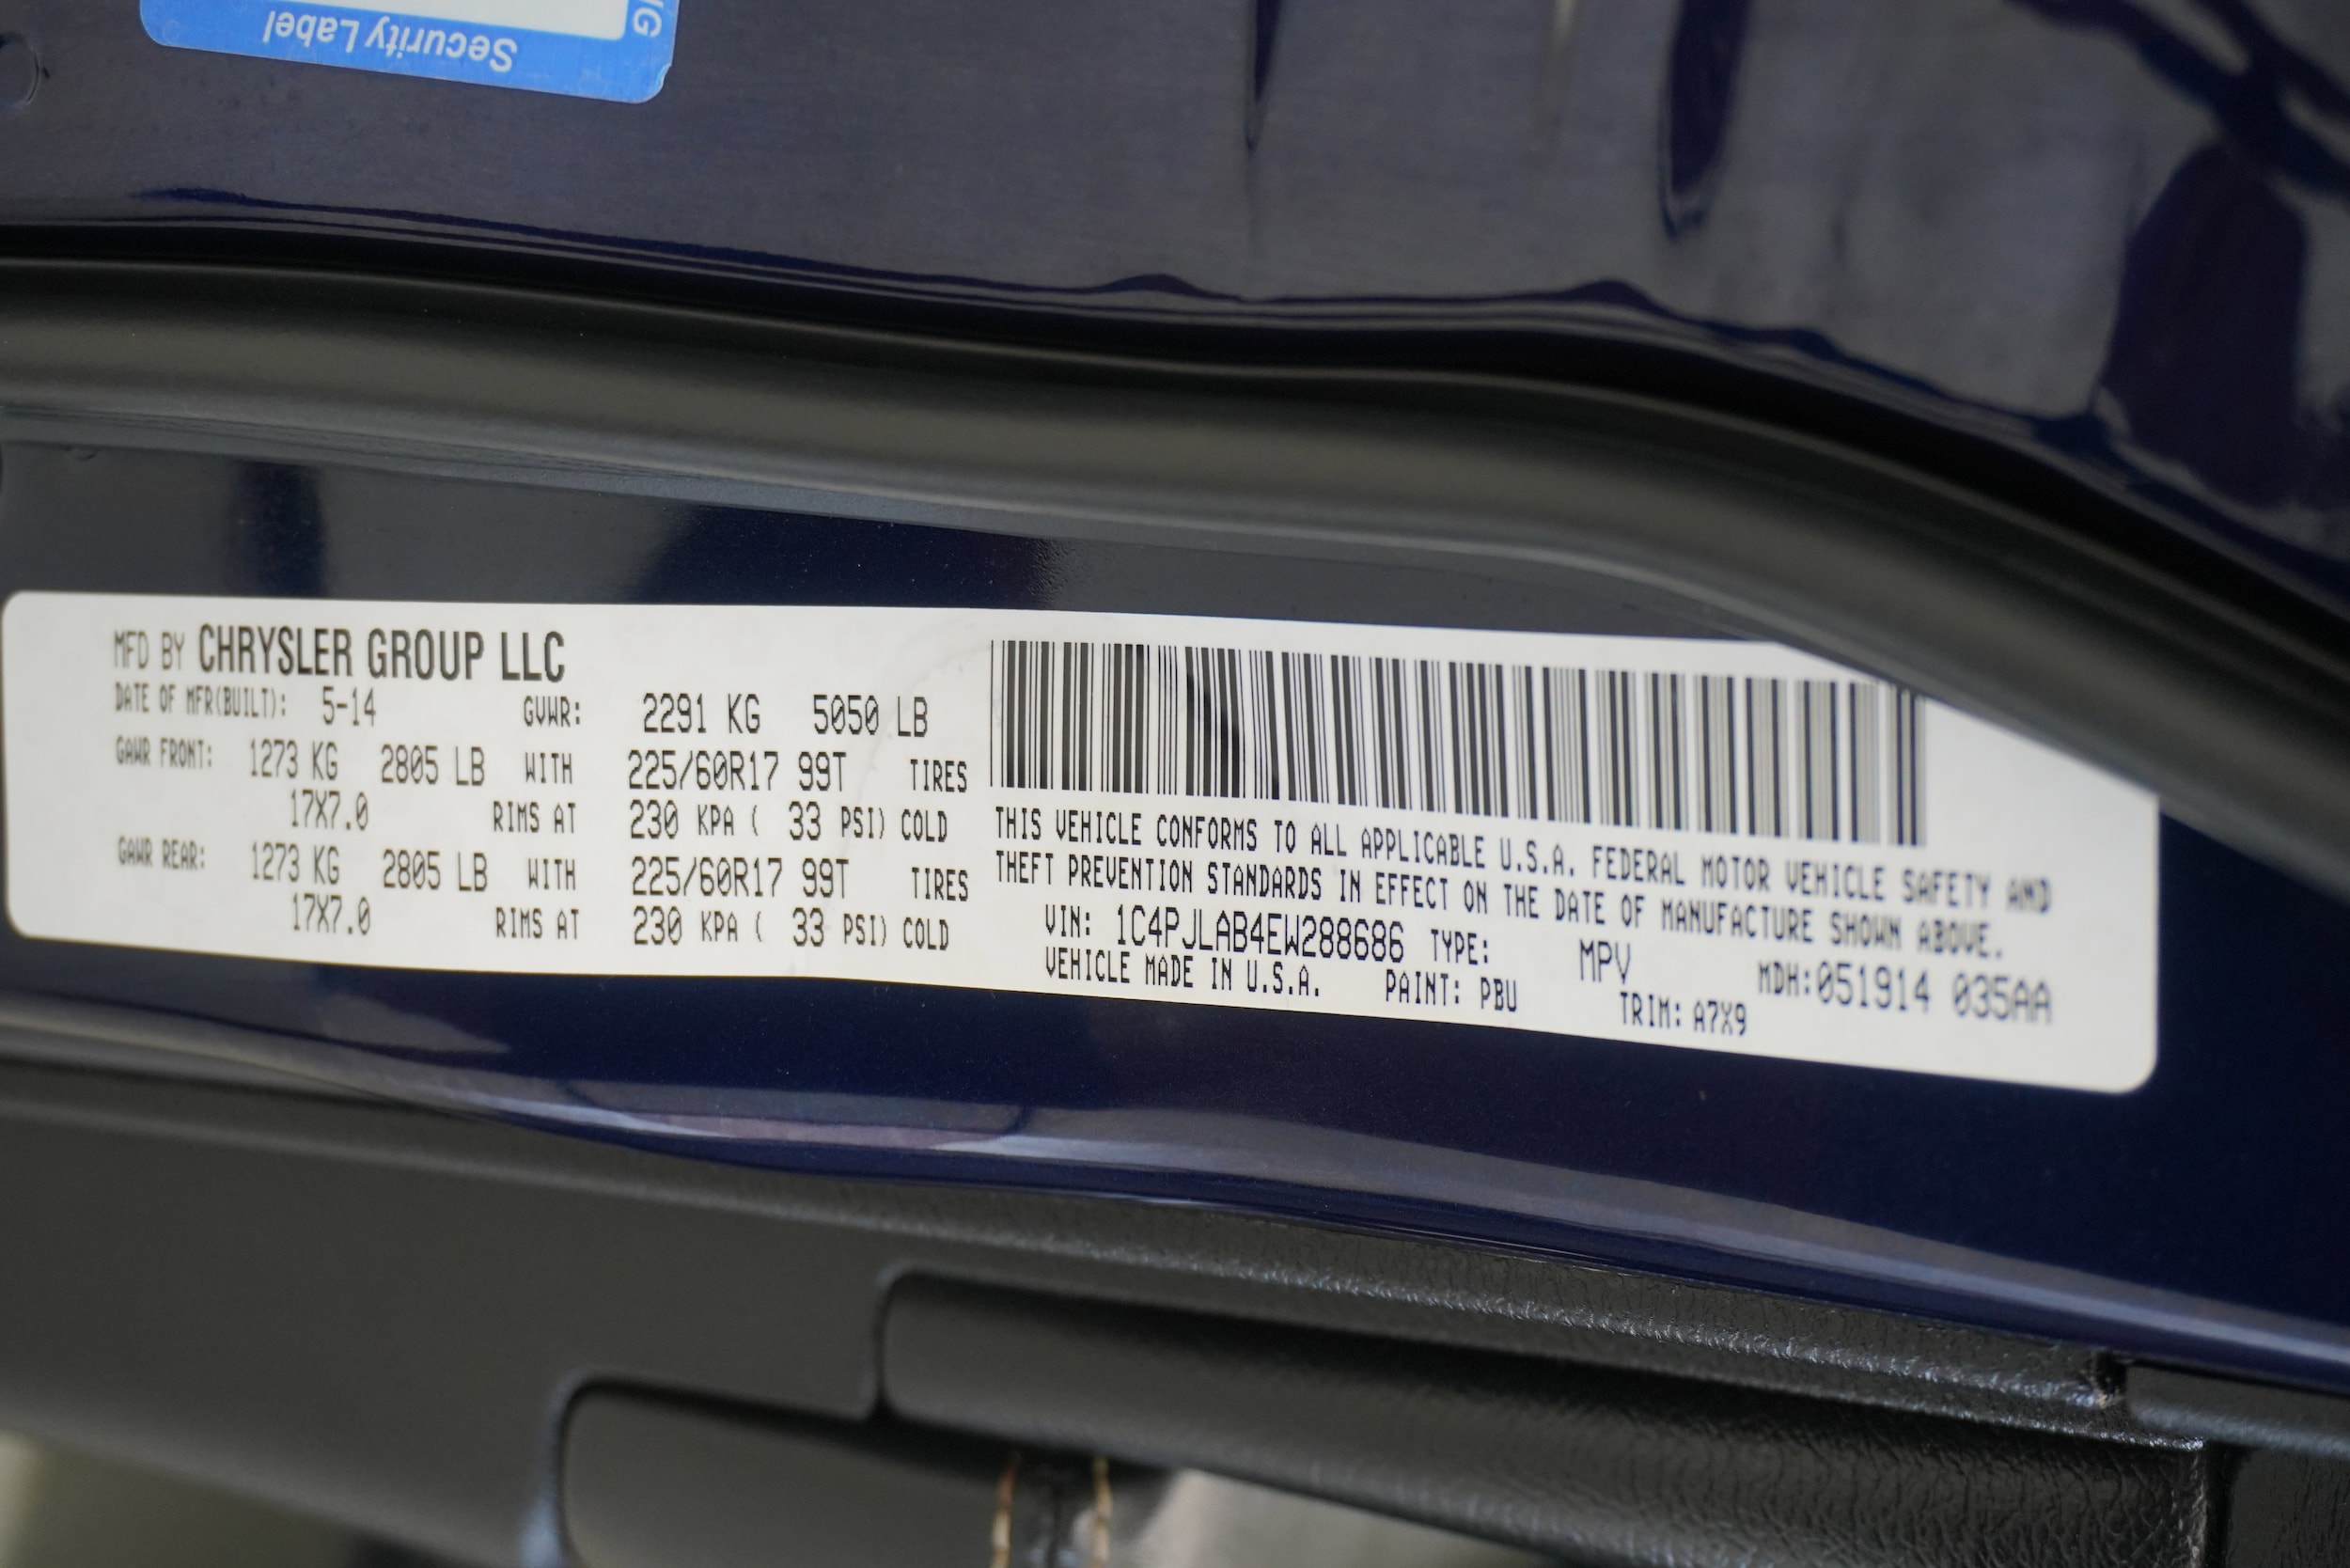 Security Label
MFD BY CHRYSLER GROUP LLC
DATE OF MFR(BUILT): 5-14 GVWR: 2291 KG 5050 LB
GAWR FRONT: 1273 KG 2805 LB WITH 225/60R17 99T TIRES
17X7.0 RIMS AT 230 KPA ( 33 PSI) COLD
GAWR REAR: 1273 KG 2805 LB WITH 225/60R17 99T TIRES
17X7.0 RIMS AT 230 KPA ( 33 PSI) COLD
THIS VEHICLE CONFORMS TO ALL APPLICABLE U.S.A. FEDERAL MOTOR VEHICLE SAFETY AND
THEFT PREVENTION STANDARDS IN EFFECT ON THE DATE OF MANUFACTURE SHOWN ABOVE.
VIN: 1C4PJLAB4EW288686 TYPE: MPV MDH:051914 035AA
VEHICLE MADE IN U.S.A. PAINT: PBU TRIM: A7X9